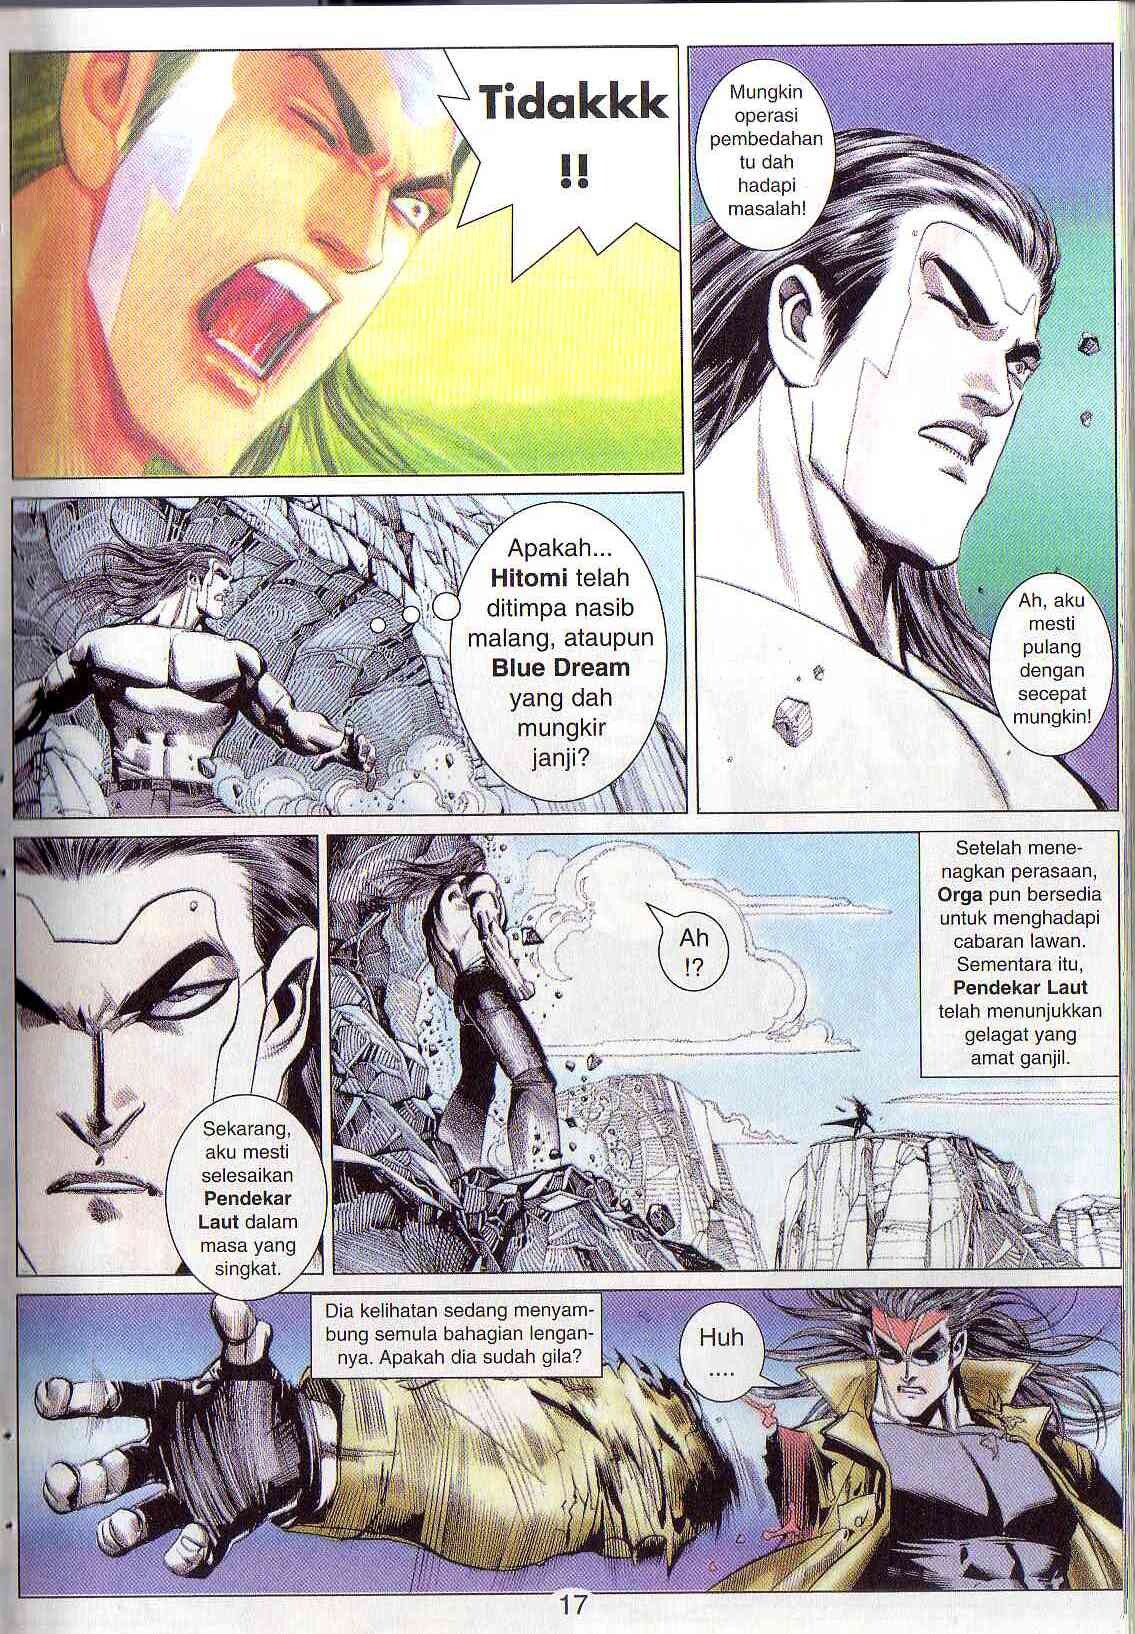 Tidakkk
!!
Mungkin
operasi
pembedahan
tu dah
hadapi
masalah!
Ah, aku
mesti
pulang
dengan
secepat
mungkin!
Apakah...
Hitomi telah
ditimpa nasib
malang, ataupun
Blue Dream
yang dah
mungkir
janji?
Sekarang,
aku mesti
selesaikan
Pendekar
Laut dalam
masa yang
singkat.
Ah
!?
Setelah mene-
nagkan perasaan,
Orga pun bersedia
untuk menghadapi
cabaran lawan.
Sementara itu,
Pendekar Laut
telah menunjukkan
gelagat yang
amat ganjil.
Dia kelihatan sedang menyam-
bung semula bahagian lengan-
nya. Apakah dia sudah gila?
Huh
....
17